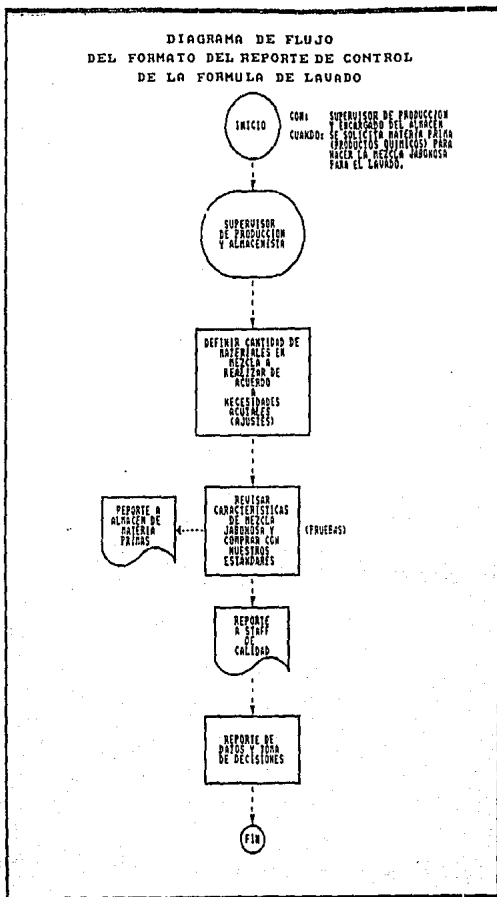 DIAGRAMA DE FLUJO
DEL FORMATO DEL REPORTE DE CONTROL
DE LA FORMULA DE LAVADO
INICIO
CON: SUPERVISOR DE PRODUCCION
Y ENCARGADO DEL ALMACEN
CUANDO: SE SOLICITA MATERIA PRIMA
(PRODUCTOS QUIMICOS) PARA
HACER LA MEZCLA JABONOSA
PARA EL LAVADO.
SUPERVISOR
DE PRODUCCION
Y ALMACENISTA
DEFINIR CANTIDAD DE
MATERIALES EN
MEZCLA A
REALIZAR DE
ACUERDO
A
NECESIDADES
ACTUALES
(AJUSTES)
REVISAR
CARACTERÍSTICAS
DE MEZCLA
JABONOSA Y
COMPRAR CON
NUESTROS
ESTÁNDARES
(PRUEBAS)
REPORTE A
ALMACEN DE
MATERIA
PRIMAS
REPORTE
A STAFF
DE
CALIDAD
REPORTE DE
DATOS Y TOMA
DE DECISIONES
FIN